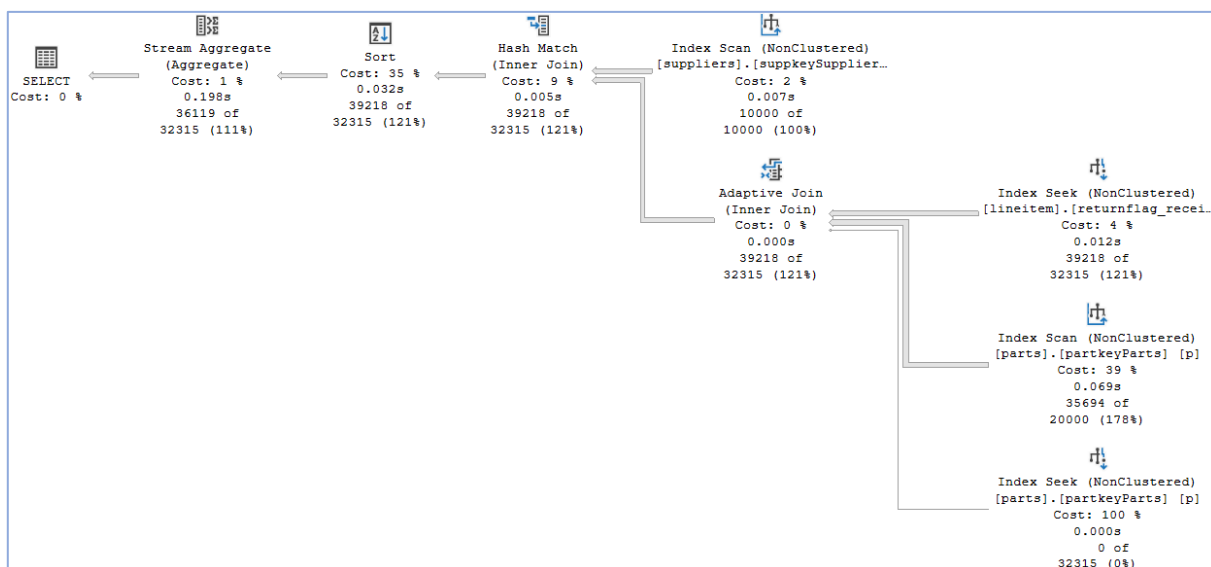 SELECT
Cost: 0 %
Stream Aggregate
(Aggregate)
Cost: 1 %
0.198s
36119 of
32315 (111%)
Sort
Cost: 35 %
0.032s
39218 of
32315 (121%)
Hash Match
(Inner Join)
Cost: 9 %
0.005s
39218 of
32315 (121%)
Index Scan (NonClustered)
[suppliers].[suppkeySupplier…
Cost: 2 %
0.007s
10000 of
10000 (100%)
Adaptive Join
(Inner Join)
Cost: 0 %
0.000s
39218 of
32315 (121%)
Index Seek (NonClustered)
[lineitem].[returnflag_recei…
Cost: 4 %
0.012s
39218 of
32315 (121%)
Index Scan (NonClustered)
[parts].[partkeyParts] [p]
Cost: 39 %
0.069s
35694 of
20000 (178%)
Index Seek (NonClustered)
[parts].[partkeyParts] [p]
Cost: 100 %
0.000s
0 of
32315 (0%)